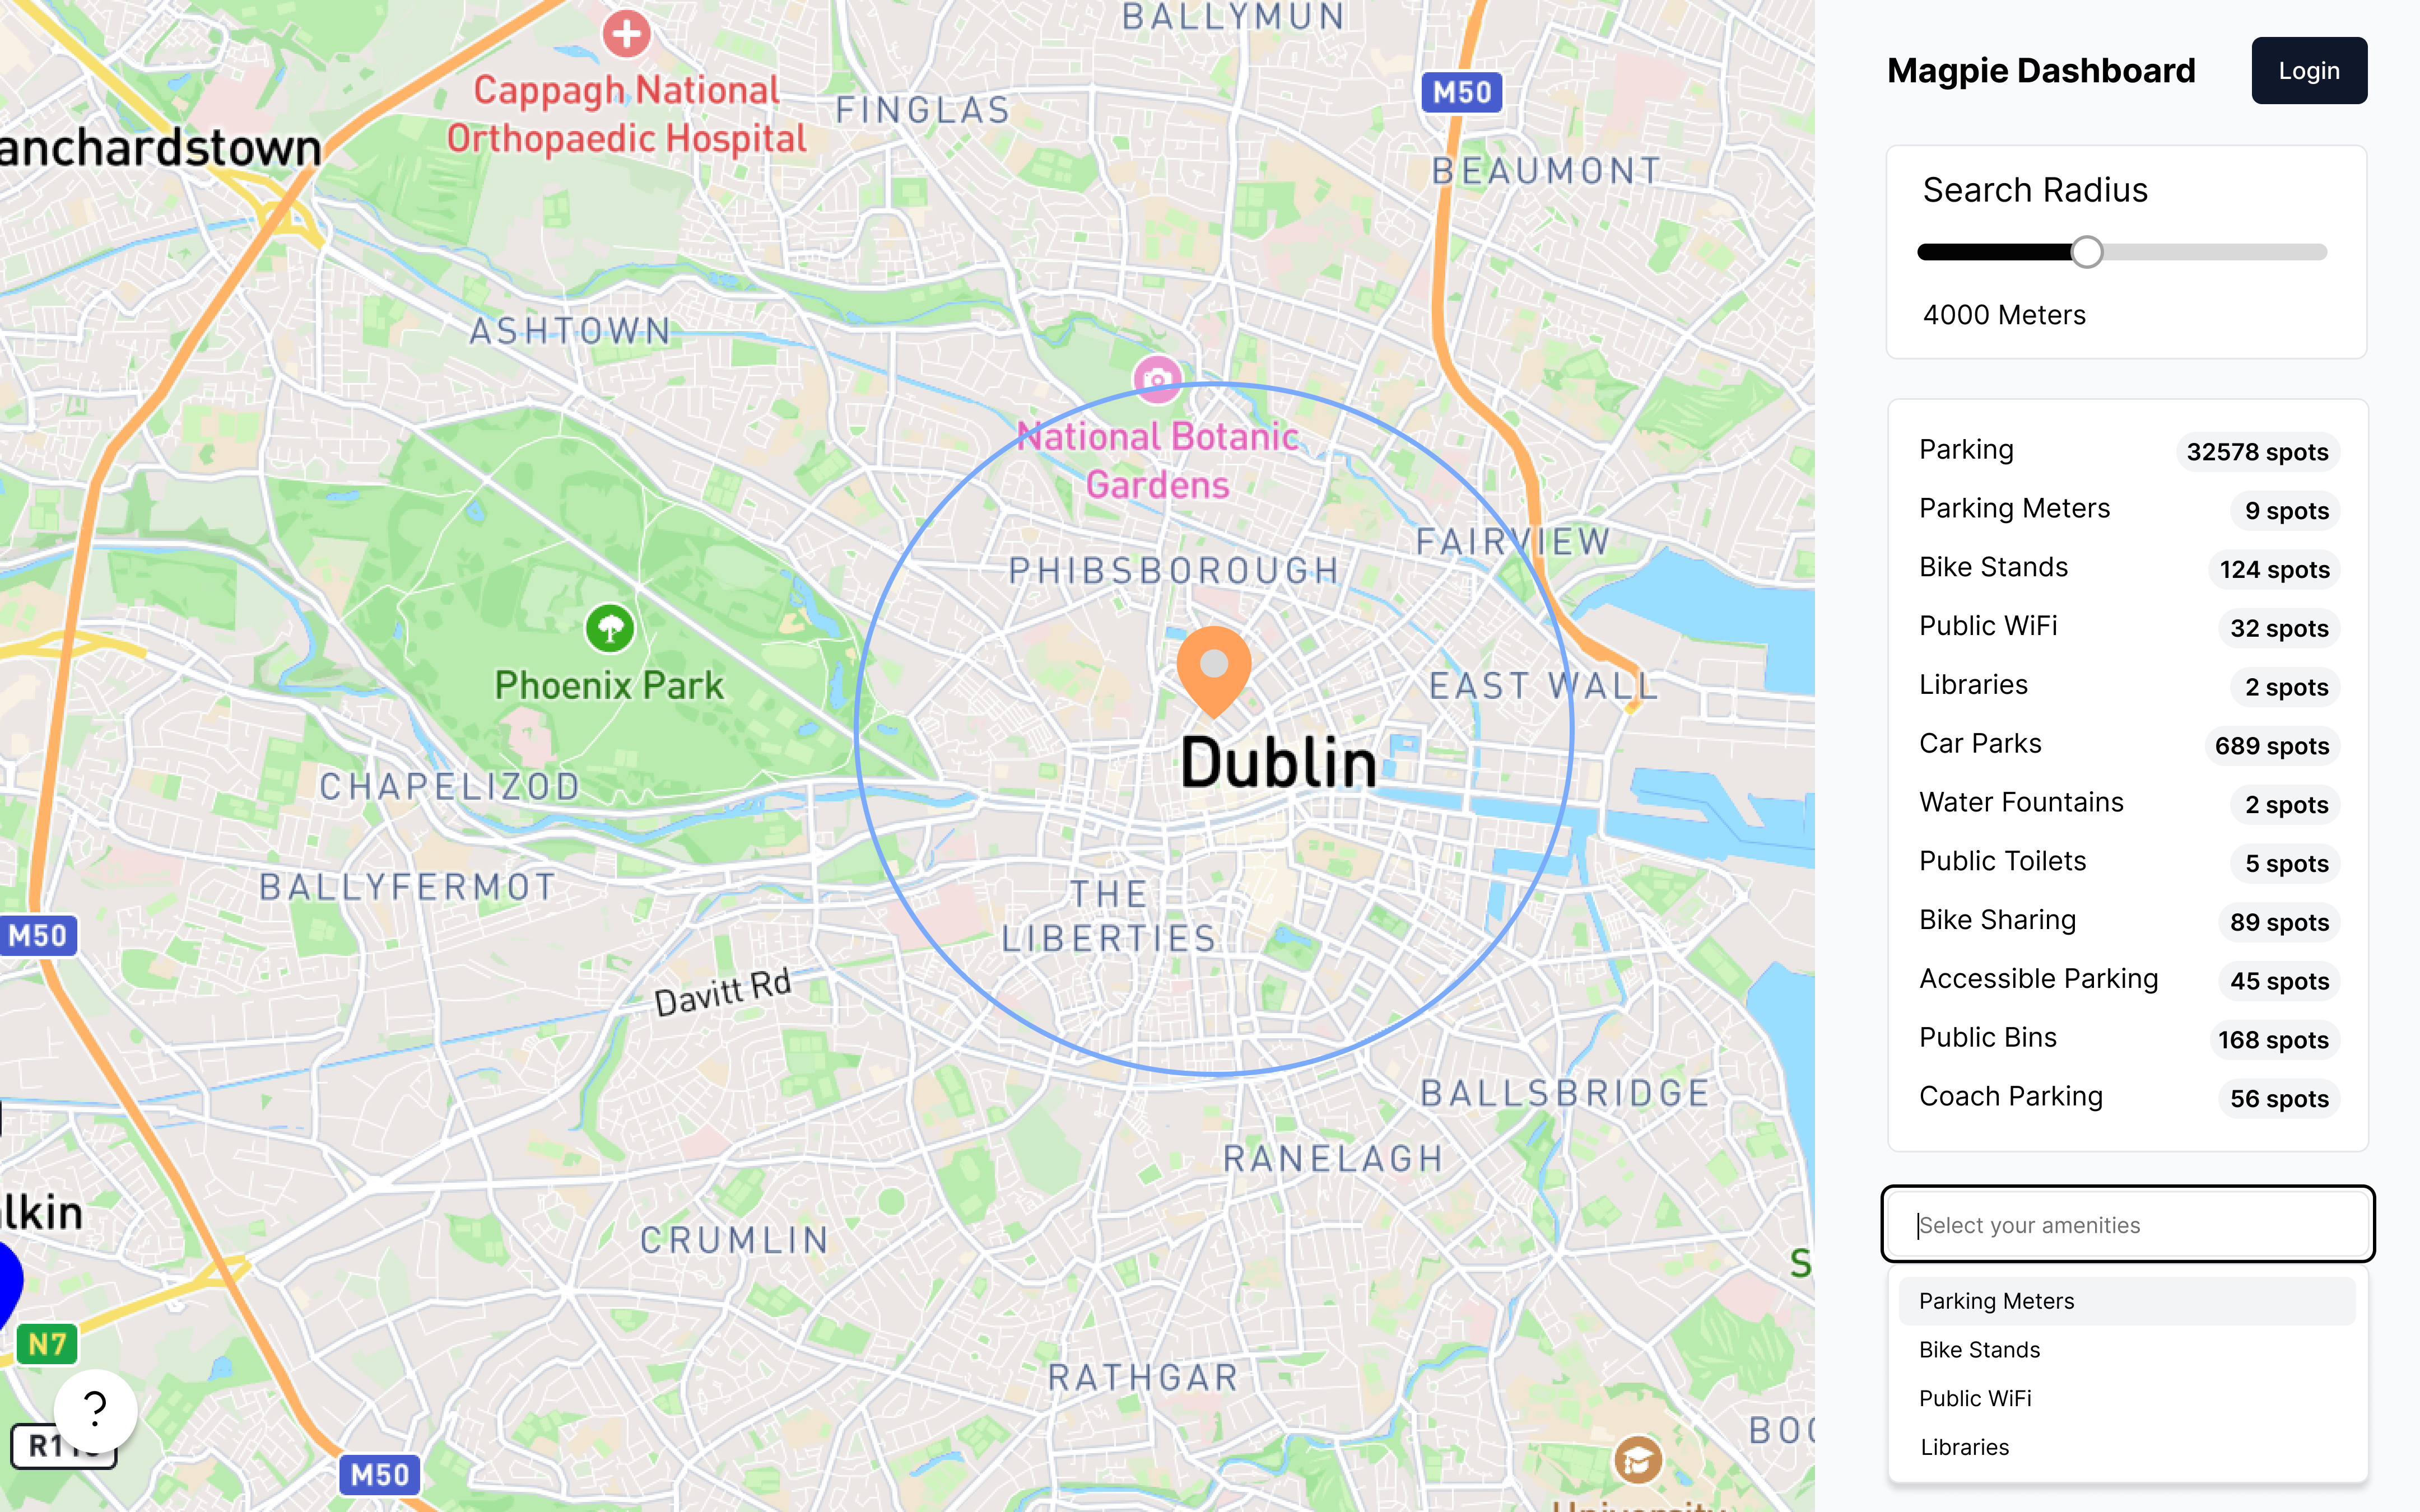 BALLYMUN
Cappagh National
Orthopaedic Hospital
FINGLAS
M50
anchardstown
BEAUMONT
ASHTOWN
National Botanic
Gardens
FAIRVIEW
PHIBSBOROUGH
Phoenix Park
EAST WALL
Dublin
CHAPELIZOD
BALLYFERMOT
THE
LIBERTIES
M50
Davitt Rd
BALLSBRIDGE
RANELAGH
lkin
CRUMLIN
S
N7
RATHGAR
?
BOO
M50
Magpie Dashboard
Login
Search Radius
4000 Meters
Parking 32578 spots
Parking Meters 9 spots
Bike Stands 124 spots
Public WiFi 32 spots
Libraries 2 spots
Car Parks 689 spots
Water Fountains 2 spots
Public Toilets 5 spots
Bike Sharing 89 spots
Accessible Parking 45 spots
Public Bins 168 spots
Coach Parking 56 spots
Select your amenities
Parking Meters
Bike Stands
Public WiFi
Libraries